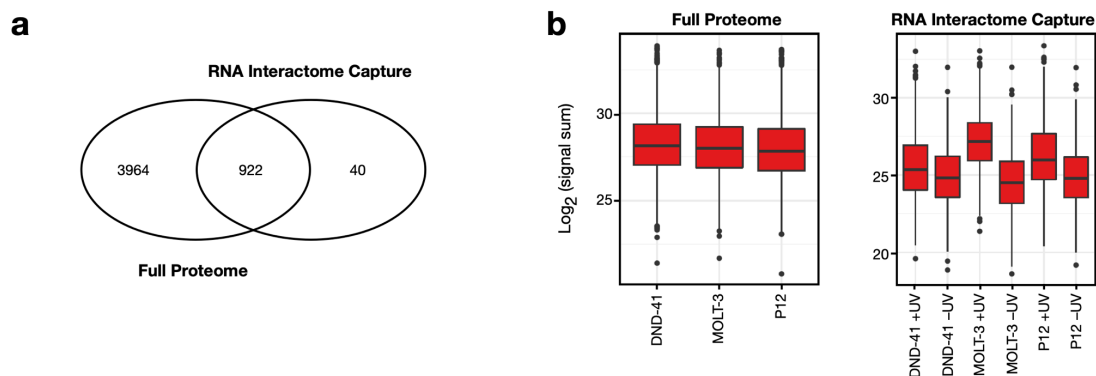 a
RNA Interactome Capture
3964
922
40
Full Proteome
b
Full Proteome
Log2 (signal sum)
30
25
DND-41
MOLT-3
P12
RNA Interactome Capture
30
25
20
DND-41 +UV
DND-41 −UV
MOLT-3 +UV
MOLT-3 −UV
P12 +UV
P12 −UV